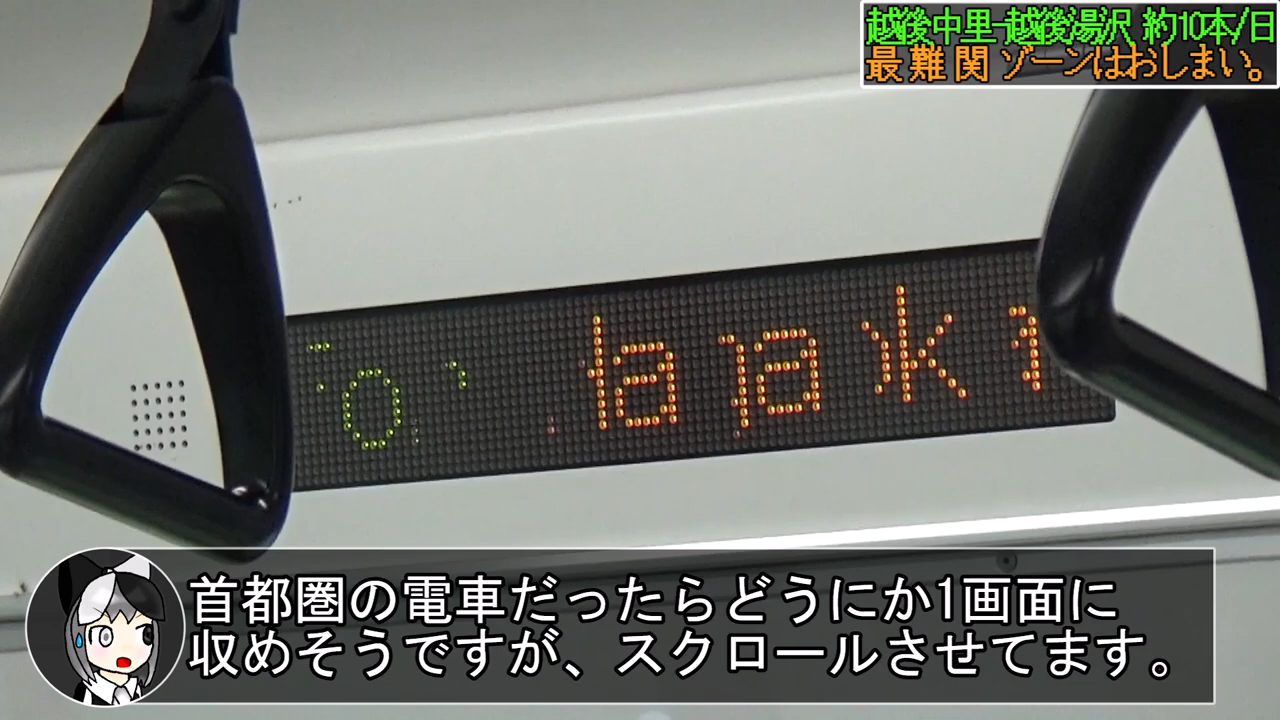 越後中里-越後湯沢 約10本/日
最難関 ゾーンはおしまい。
首都圏の電車だったらどうにか1画面に
収めそうですが、スクロールさせてます。